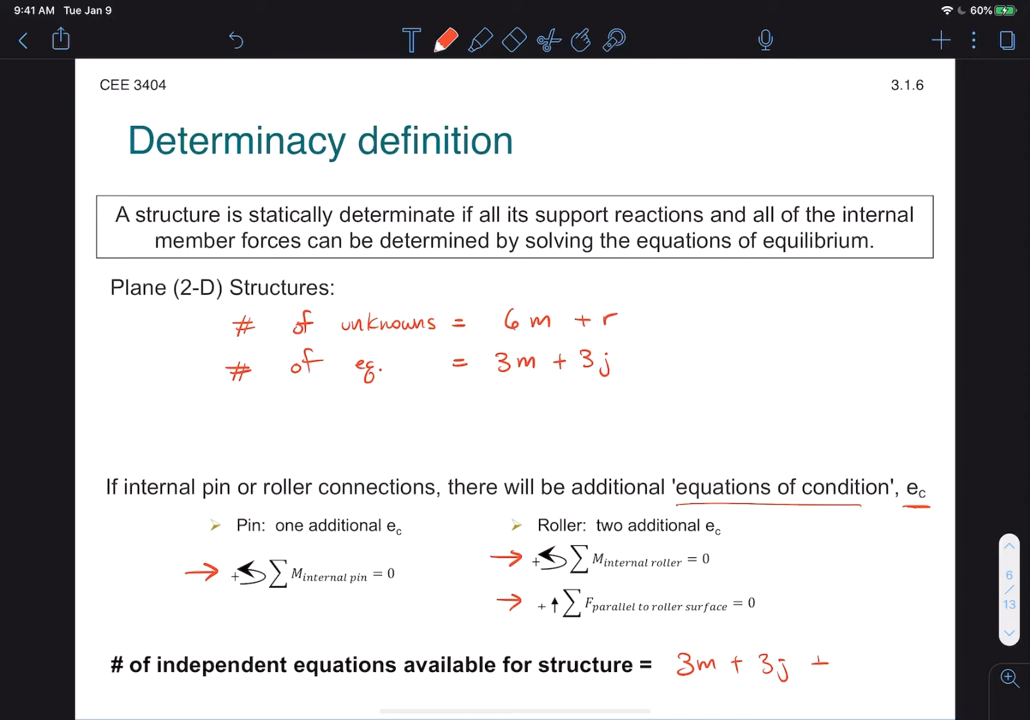 9:41 AM Tue Jan 9
60%
CEE 3404
3.1.6
Determinacy definition
A structure is statically determinate if all its support reactions and all of the internal
member forces can be determined by solving the equations of equilibrium.
Plane (2-D) Structures:
# of unknowns = 6m + r
# of eq. = 3m + 3j
If internal pin or roller connections, there will be additional 'equations of condition', ec
Pin: one additional ec
Roller: two additional ec
+ ∑ M internal pin = 0
+ ∑ M internal roller = 0
+ ↑ ∑ F parallel to roller surface = 0
# of independent equations available for structure = 3m + 3j +
6
/
13